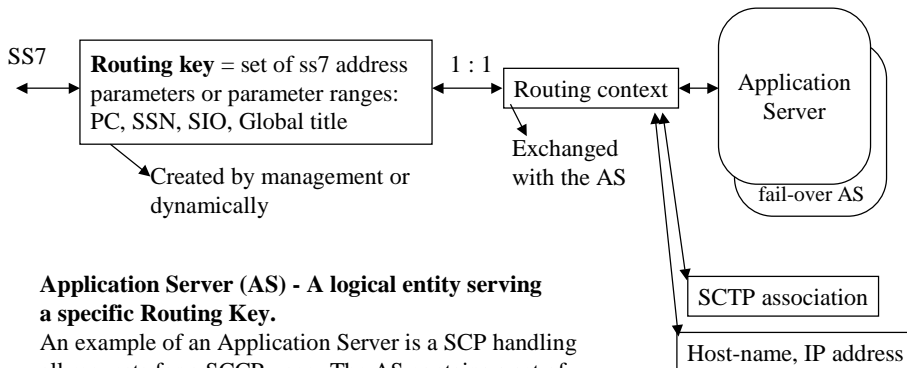 SS7
Routing key = set of ss7 address
parameters or parameter ranges:
PC, SSN, SIO, Global title
1 : 1
Routing context
Application
Server
fail-over AS
Created by management or
dynamically
Exchanged
with the AS
Application Server (AS) - A logical entity serving
a specific Routing Key.
An example of an Application Server is a SCP handling
SCTP association
Host-name, IP address